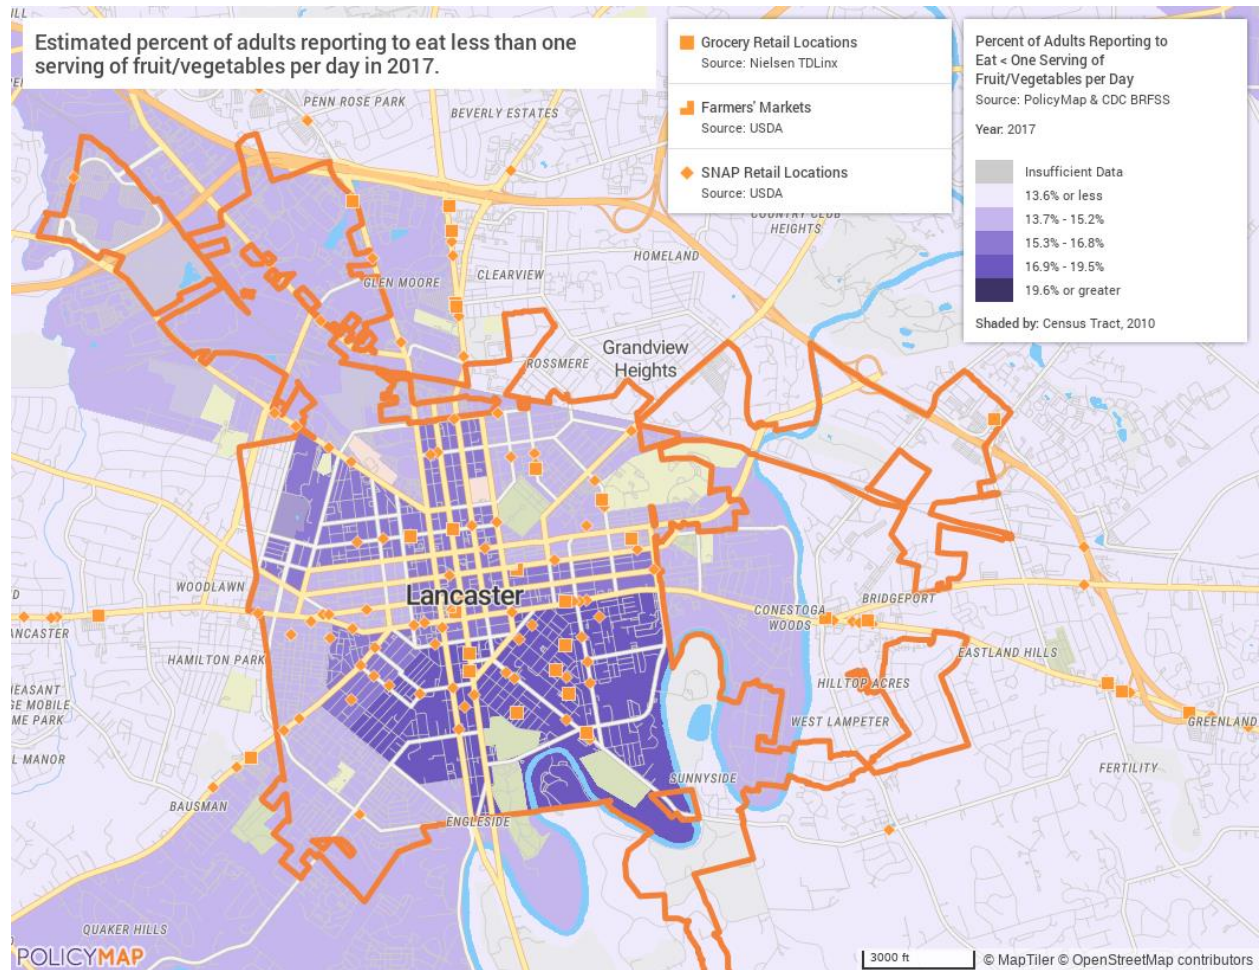 Estimated percent of adults reporting to eat less than one
serving of fruit/vegetables per day in 2017.
Grocery Retail Locations
Source: Nielsen TDLinx
Farmers' Markets
Source: USDA
SNAP Retail Locations
Source: USDA
Percent of Adults Reporting to
Eat < One Serving of
Fruit/Vegetables per Day
Source: PolicyMap & CDC BRFSS
Year: 2017
Insufficient Data
13.6% or less
13.7% - 15.2%
15.3% - 16.8%
16.9% - 19.5%
19.6% or greater
Shaded by: Census Tract, 2010
PENN ROSE PARK
BEVERLY ESTATES
COUNTRY CLUB
HEIGHTS
HOMELAND
CLEARVIEW
GLEN MOORE
Grandview
Heights
ROSSMERE
WOODLAWN
Lancaster
BRIDGEPORT
CONESTOGA
WOODS
ANCASTER
HAMILTON PARK
EASTLAND HILLS
HILLTOP ACRES
EASANT
GE MOBILE
ME PARK
WEST LAMPETER
GREENLAND
L MANOR
SUNNYSIDE
FERTILITY
BAUSMAN
ENGLESIDE
QUAKER HILLS
POLICYMAP
3000 ft
© MapTiler © OpenStreetMap contributors